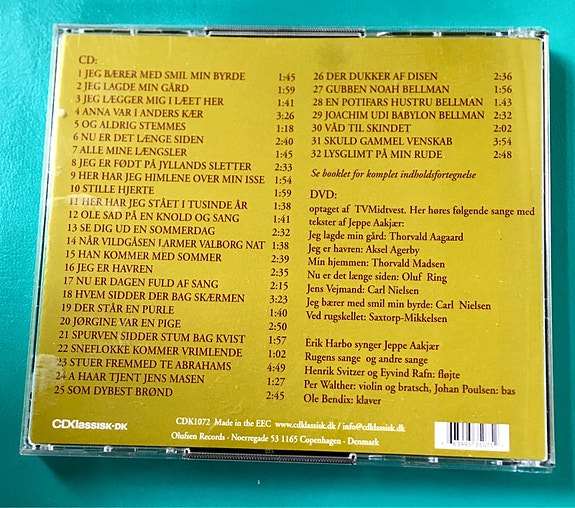 CD:
1 JEG BÆRER MED SMIL MIN BYRDE 1:45
2 JEG LAGDE MIN GÅRD 1:59
3 JEG LÆGGER MIG I LÆET HER 1:41
4 ANNA VAR I ANDERS KÆR 3:26
5 OG ALDRIG STEMMES 1:18
6 NU ER DET LÆNGE SIDEN 2:40
7 ALLE MINE LÆNGSLER 1:45
8 JEG ER FØDT PÅ JYLLANDS SLETTER 2:33
9 HER HAR JEG HIMLENE OVER MIN ISSE 1:54
10 STILLE HJERTE 1:59
11 HER HAR JEG STÅET I TUSINDE ÅR 1:38
12 OLE SAD PÅ EN KNOLD OG SANG 1:41
13 SE DIG UD EN SOMMERDAG 2:32
14 NÅR VILDGÅSEN I ARMER VALBORG NAT 1:38
15 HAN KOMMER MED SOMMER 2:39
16 JEG ER HAVREN 2:35
17 NU ER DAGEN FULD AF SANG 2:15
18 HVEM SIDDER DER BAG SKÆRMEN 3:23
19 DER STÅR EN PURLE 1:40
20 JØRGINE VAR EN PIGE 2:50
21 SPURVEN SIDDER STUM BAG KVIST 1:57
22 SNEFLOKKE KOMMER VRIMLENDE 1:02
23 STUER FREMMED TE ABRAHAMS 4:49
24 A HAAR TJENT JENS MASEN 1:27
25 SOM DYBEST BRØND 2:45
26 DER DUKKER AF DISEN 2:36
27 GUBBEN NOAH BELLMAN 1:56
28 EN POTIFARS HUSTRU BELLMAN 1.43
29 JOACHIM UDI BABYLON BELLMAN 2:32
30 VÅD TIL SKINDET 2:02
31 SKULD GAMMEL VENSKAB 3:54
32 LYSGLIMT PÅ MIN RUDE 2:48
Se booklet for komplet indholdsfortegnelse
DVD:
optaget af TVMidtvest. Her høres følgende sange med
tekster af Jeppe Aakjær:
Jeg lagde min gård: Thorvald Aagaard
Jeg er havren: Aksel Agerby
Min hjemmen: Thorvald Madsen
Nu er det længe siden: Oluf Ring
Jens Vejmand: Carl Nielsen
Jeg bærer med smil min byrde: Carl Nielsen
Ved rugskellet: Saxtorp-Mikkelsen
Erik Harbo synger Jeppe Aakjær
Rugens sange og andre sange
Henrik Svitzer og Eyvind Rafn: fløjte
Per Walther: violin og bratsch, Johan Poulsen: bas
Ole Bendix: klaver
CDKlassisk·DK
CDK1072 Made in the EEC www.cdklassisk.dk / info@cdklassisk.dk
Olufsen Records · Noerregade 53 1165 Copenhagen · Denmark